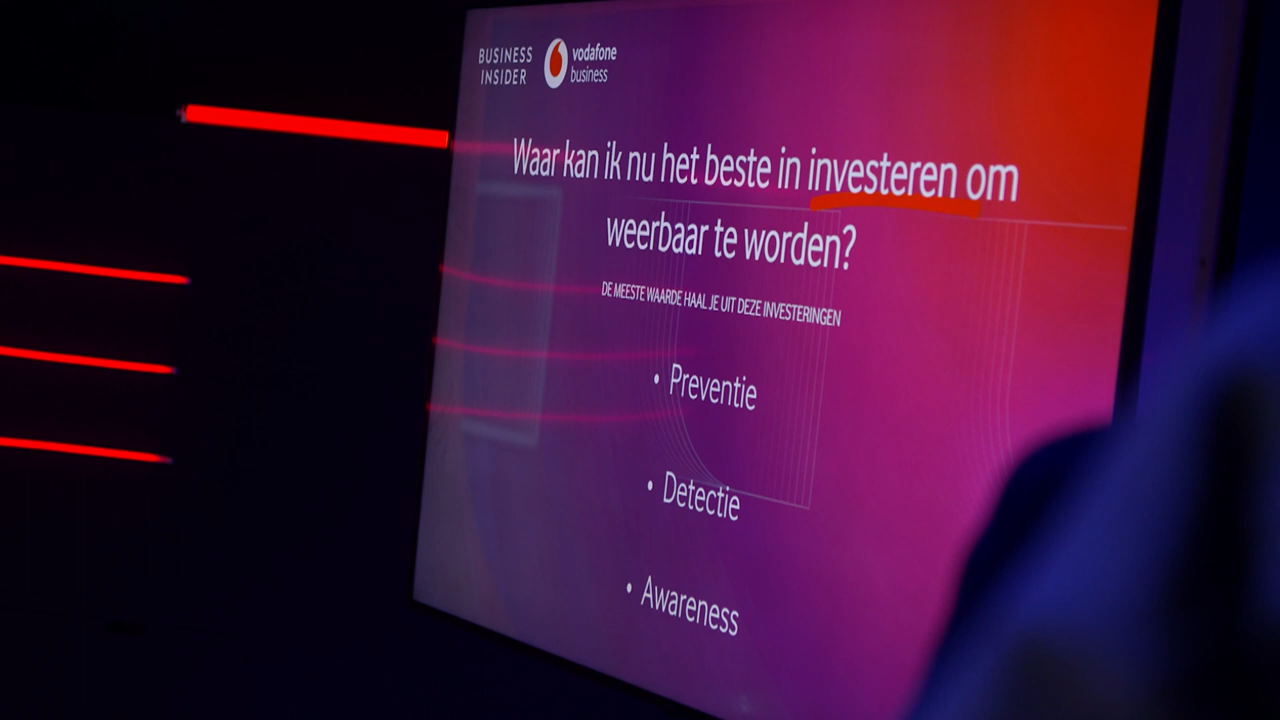 BUSINESS
INSIDER
vodafone
business
Waar kan ik nu het beste in investeren om
weerbaar te worden?
DE MEESTE WAARDE HAAL JE UIT DEZE INVESTERINGEN
• Preventie
• Detectie
• Awareness